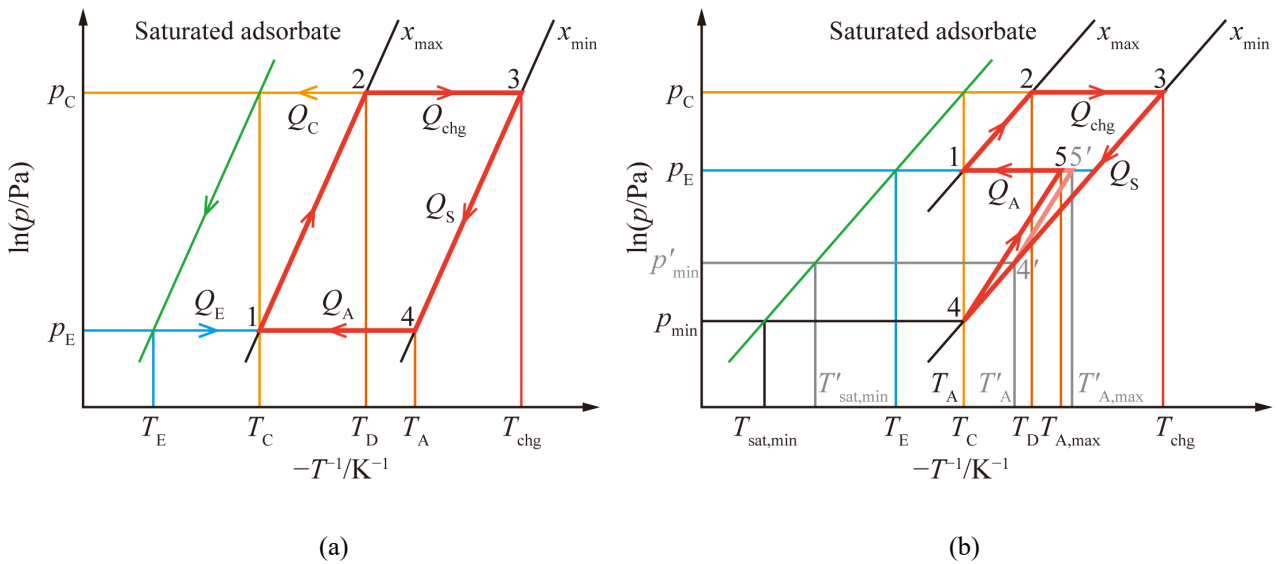 Saturated adsorbate
x_max
x_min
p_C
2
3
Q_C
Q_chg
ln(p/Pa)
Q_S
Q_E
Q_A
p_E
1
4
T_E
T_C
T_D
T_A
T_chg
−T⁻¹/K⁻¹
(a)
Saturated adsorbate
x_max
x_min
p_C
2
3
Q_chg
p_E
1
5
5′
Q_A
Q_S
ln(p/Pa)
p′_min
4′
p_min
4
T′_sat,min
T_A
T′_A
T′_A,max
T_sat,min
T_E
T_C
T_D
T_A,max
T_chg
−T⁻¹/K⁻¹
(b)